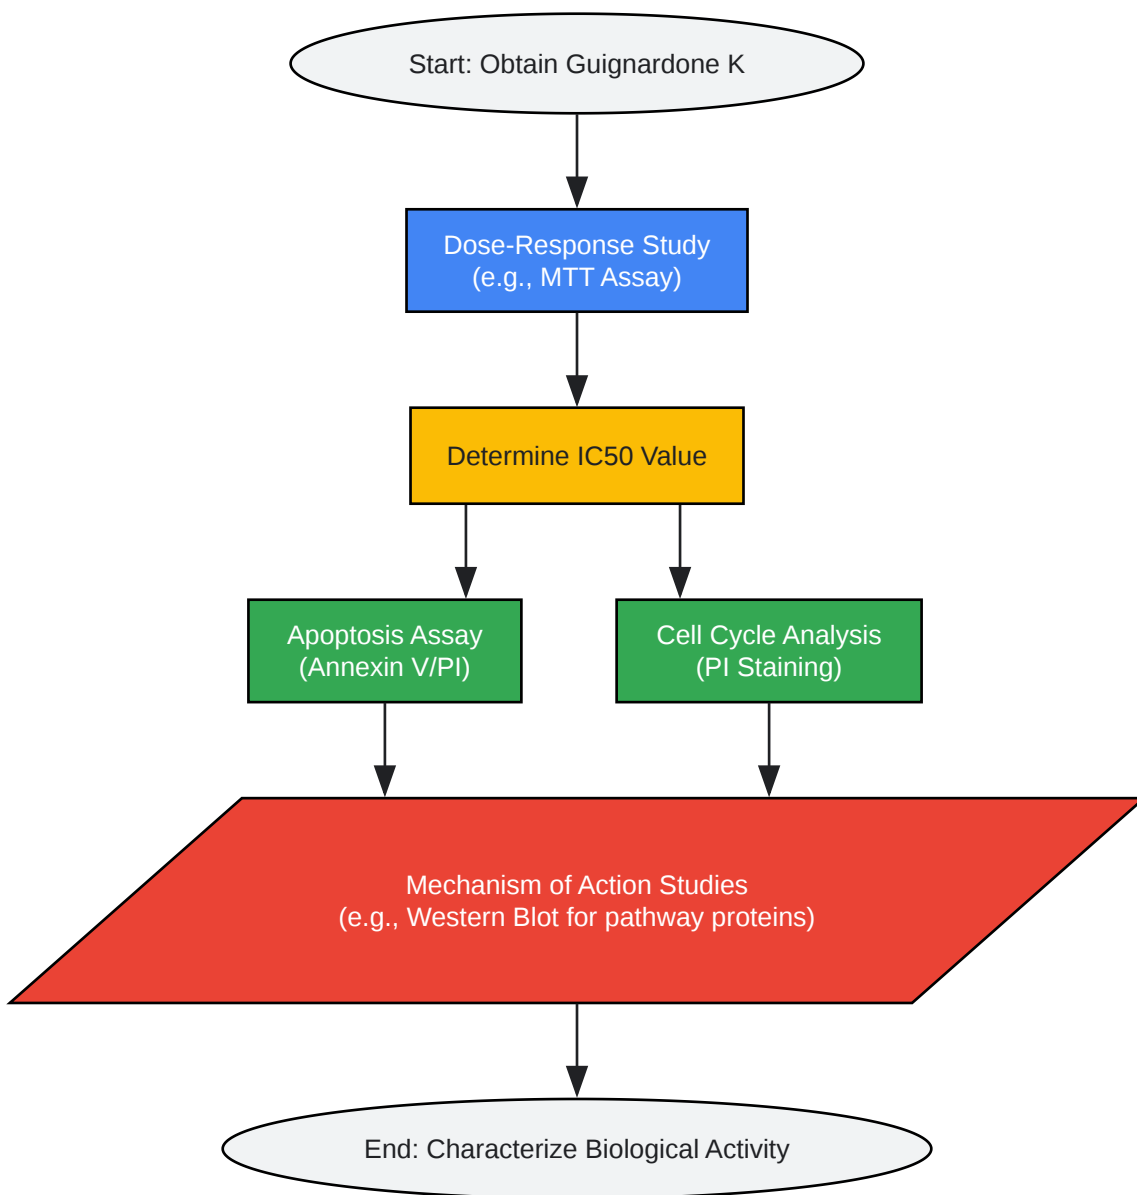 Start: Obtain Guignardone K
Dose-Response Study
(e.g., MTT Assay)
Determine IC50 Value
Apoptosis Assay
(Annexin V/PI)
Cell Cycle Analysis
(PI Staining)
Mechanism of Action Studies
(e.g., Western Blot for pathway proteins)
End: Characterize Biological Activity